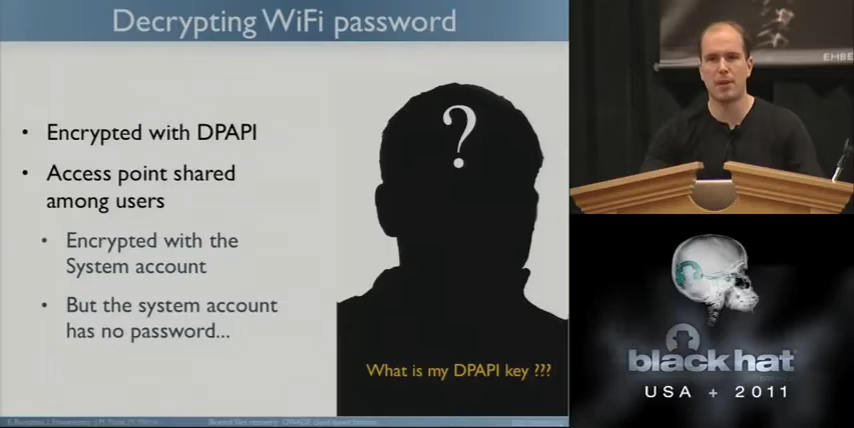 Decrypting WiFi password
• Encrypted with DPAPI
• Access point shared
among users
• Encrypted with the
System account
• But the system account
has no password...
?
What is my DPAPI key ???
EMBE
black hat
USA + 2011